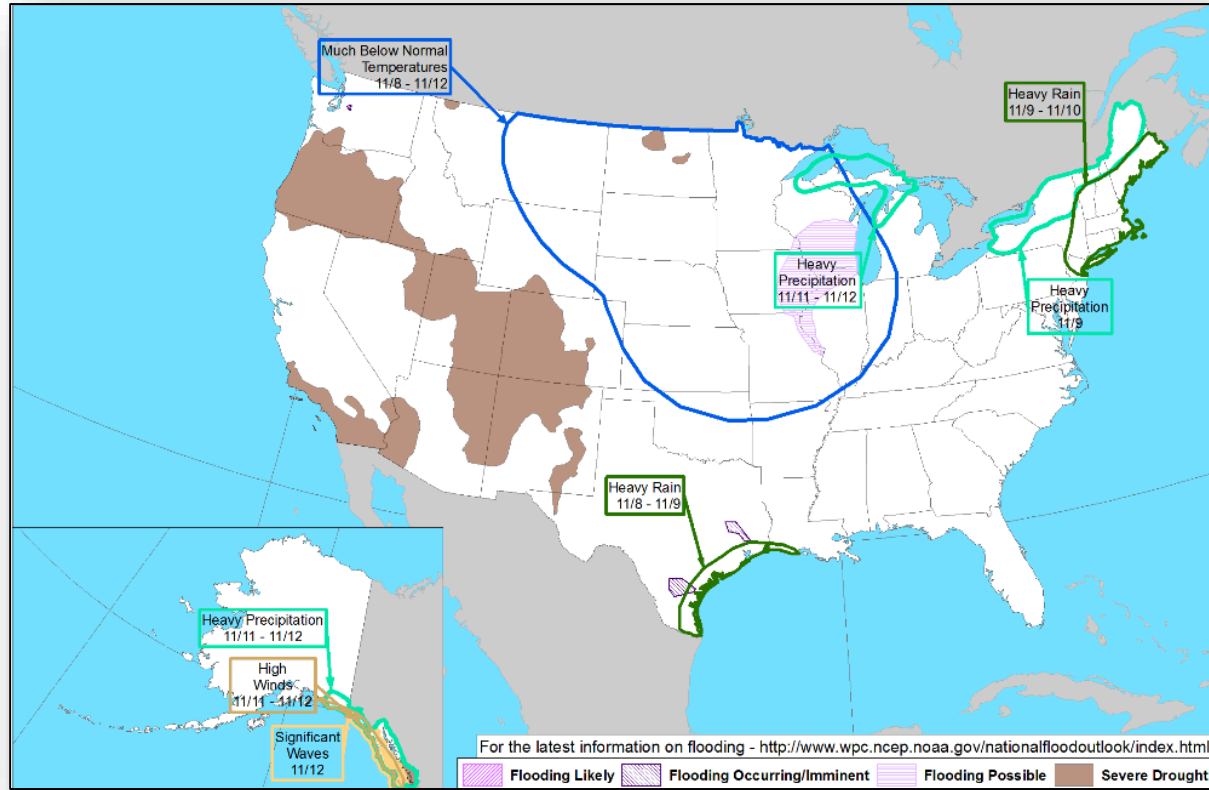 Much Below Normal
Temperatures
11/8 - 11/12
Heavy Rain
11/9 - 11/10
Heavy
Precipitation
11/11 - 11/12
Heavy
Precipitation
11/9
Heavy Rain
11/8 - 11/9
Heavy Precipitation
11/11 - 11/12
High
Winds
11/11 - 11/12
Significant
Waves
11/12
For the latest information on flooding - http://www.wpc.ncep.noaa.gov/nationalfloodoutlook/index.html
Flooding Likely
Flooding Occurring/Imminent
Flooding Possible
Severe Drought